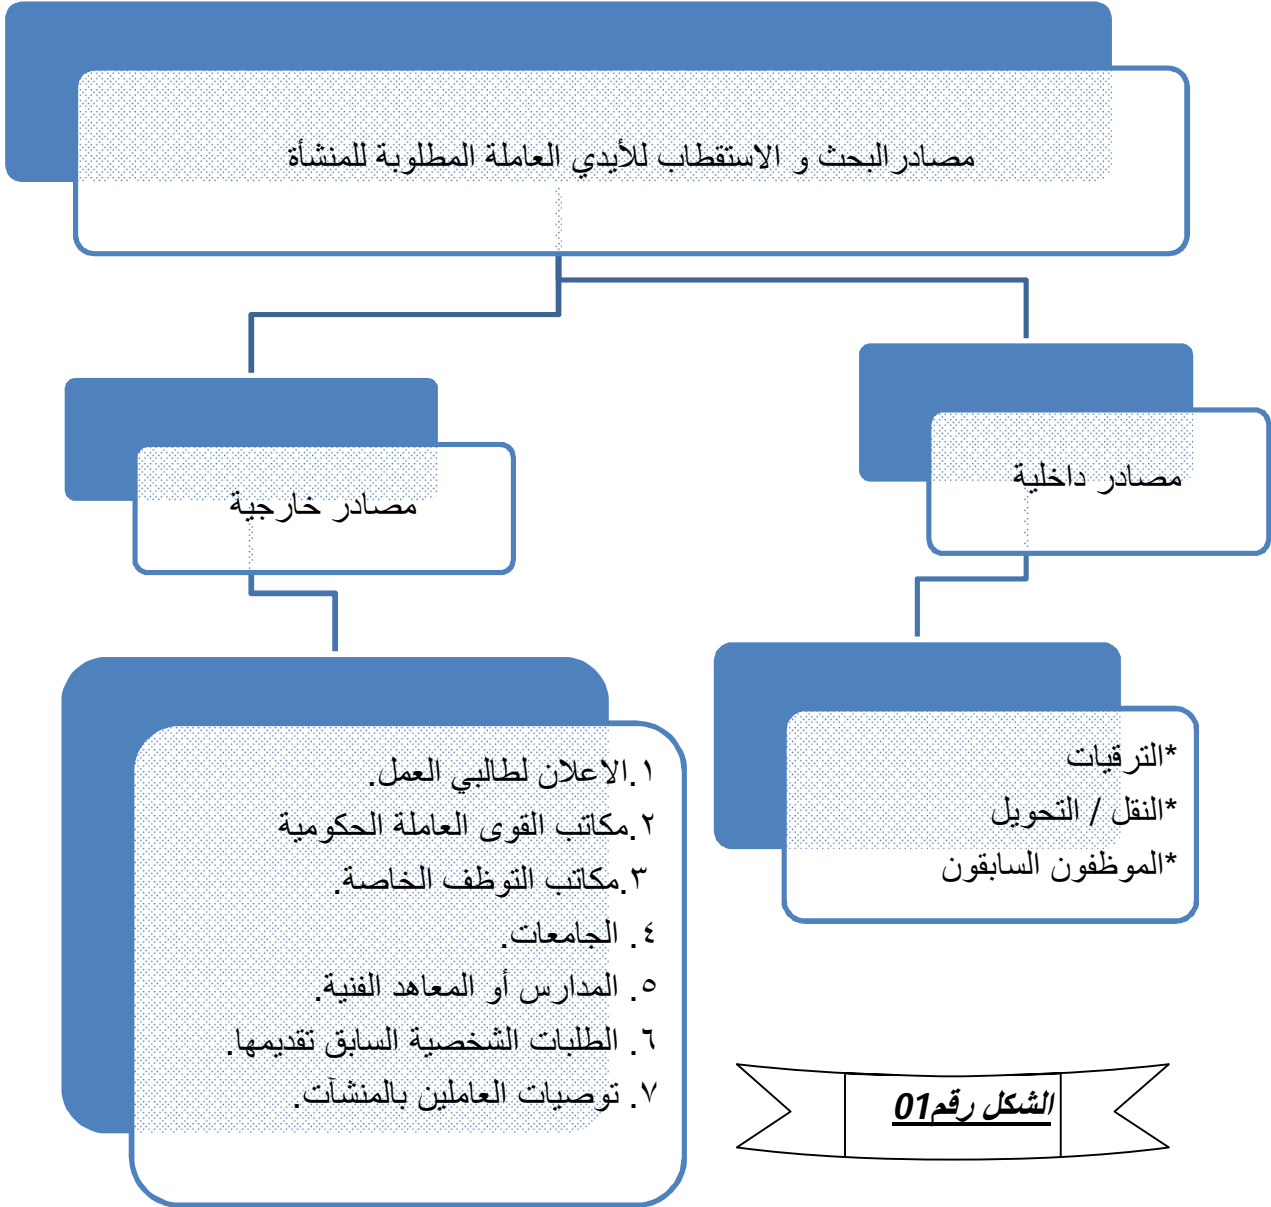 مصادر البحث و الاستقطاب للأيدي العاملة المطلوبة للمنشأة
مصادر داخلية
*الترقيات
*النقل / التحويل
*الموظفون السابقون
مصادر خارجية
١.الاعلان لطالبي العمل.
٢.مكاتب القوى العاملة الحكومية
٣.مكاتب التوظف الخاصة.
٤. الجامعات.
٥. المدارس أو المعاهد الفنية.
٦. الطلبات الشخصية السابق تقديمها.
٧. توصيات العاملين بالمنشآت.
الشكل رقم01